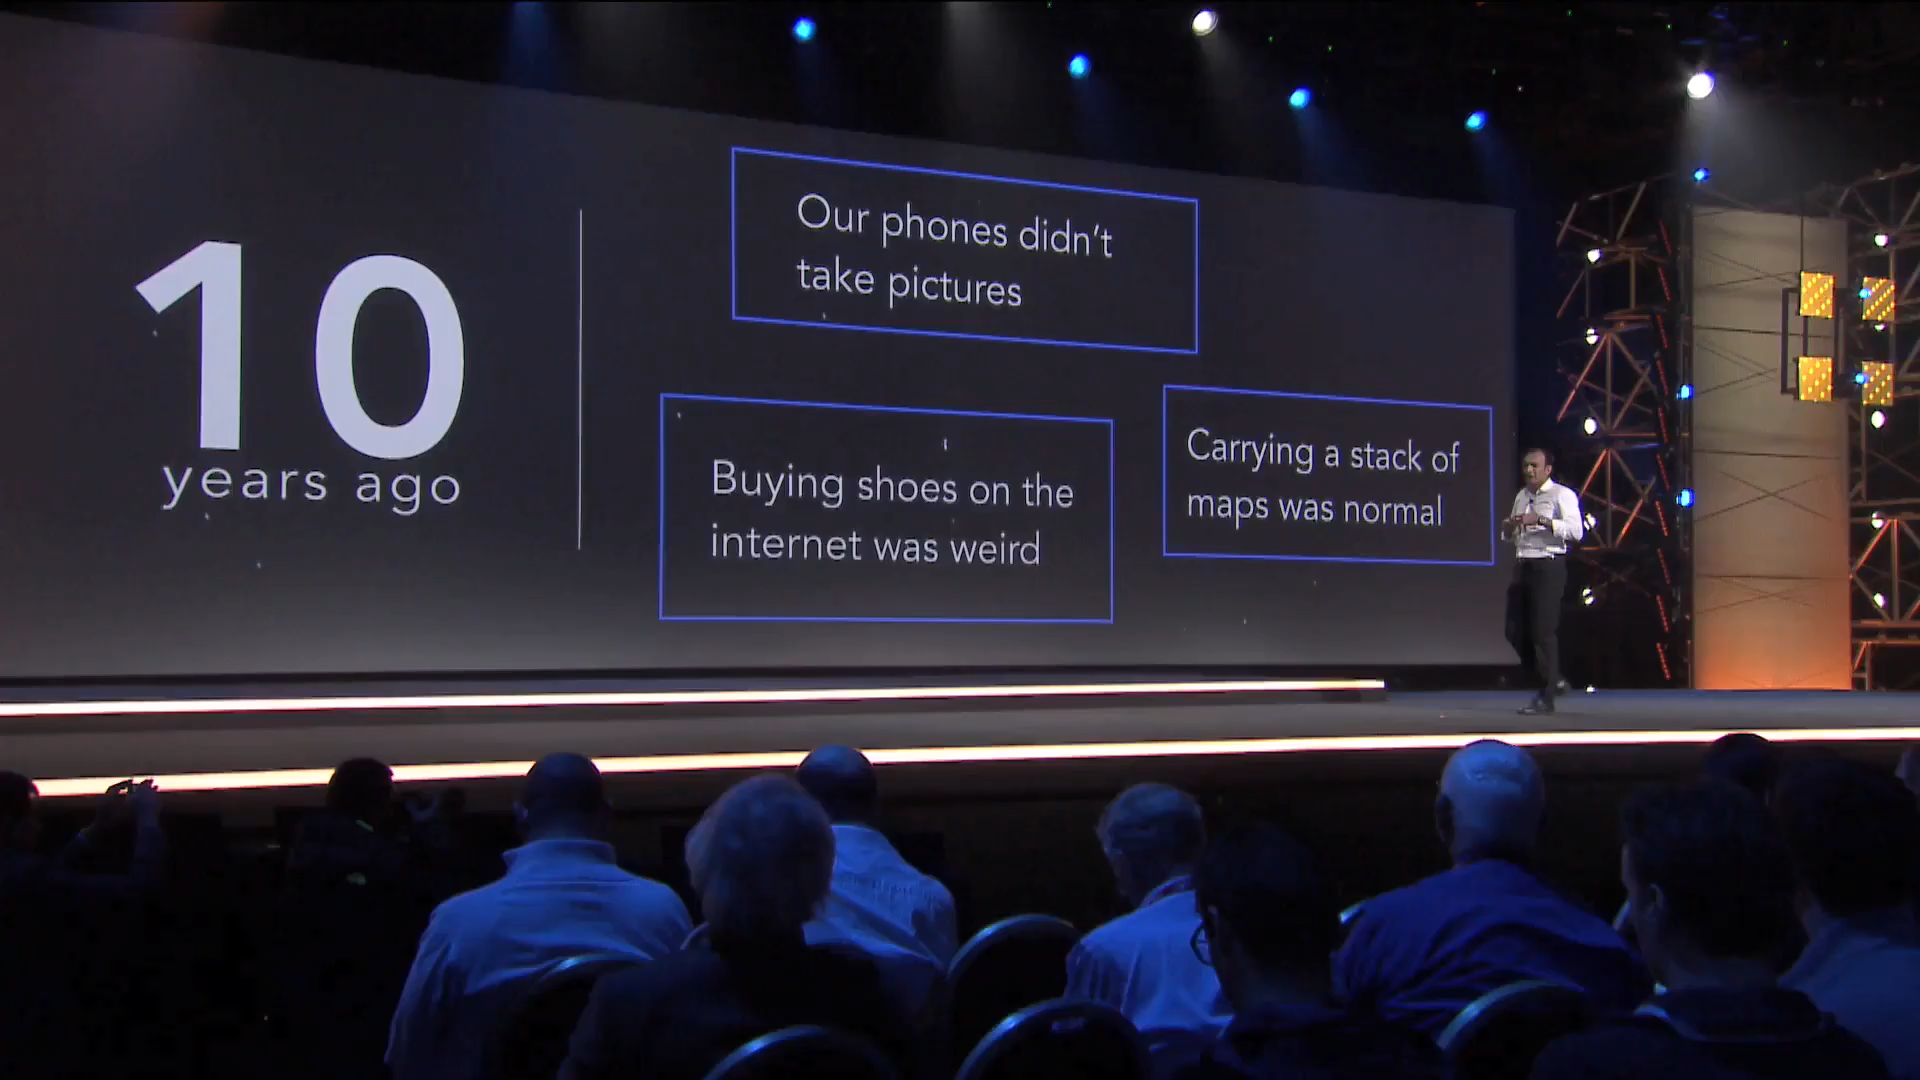 10
years ago
Our phones didn't
take pictures
Buying shoes on the
internet was weird
Carrying a stack of
maps was normal